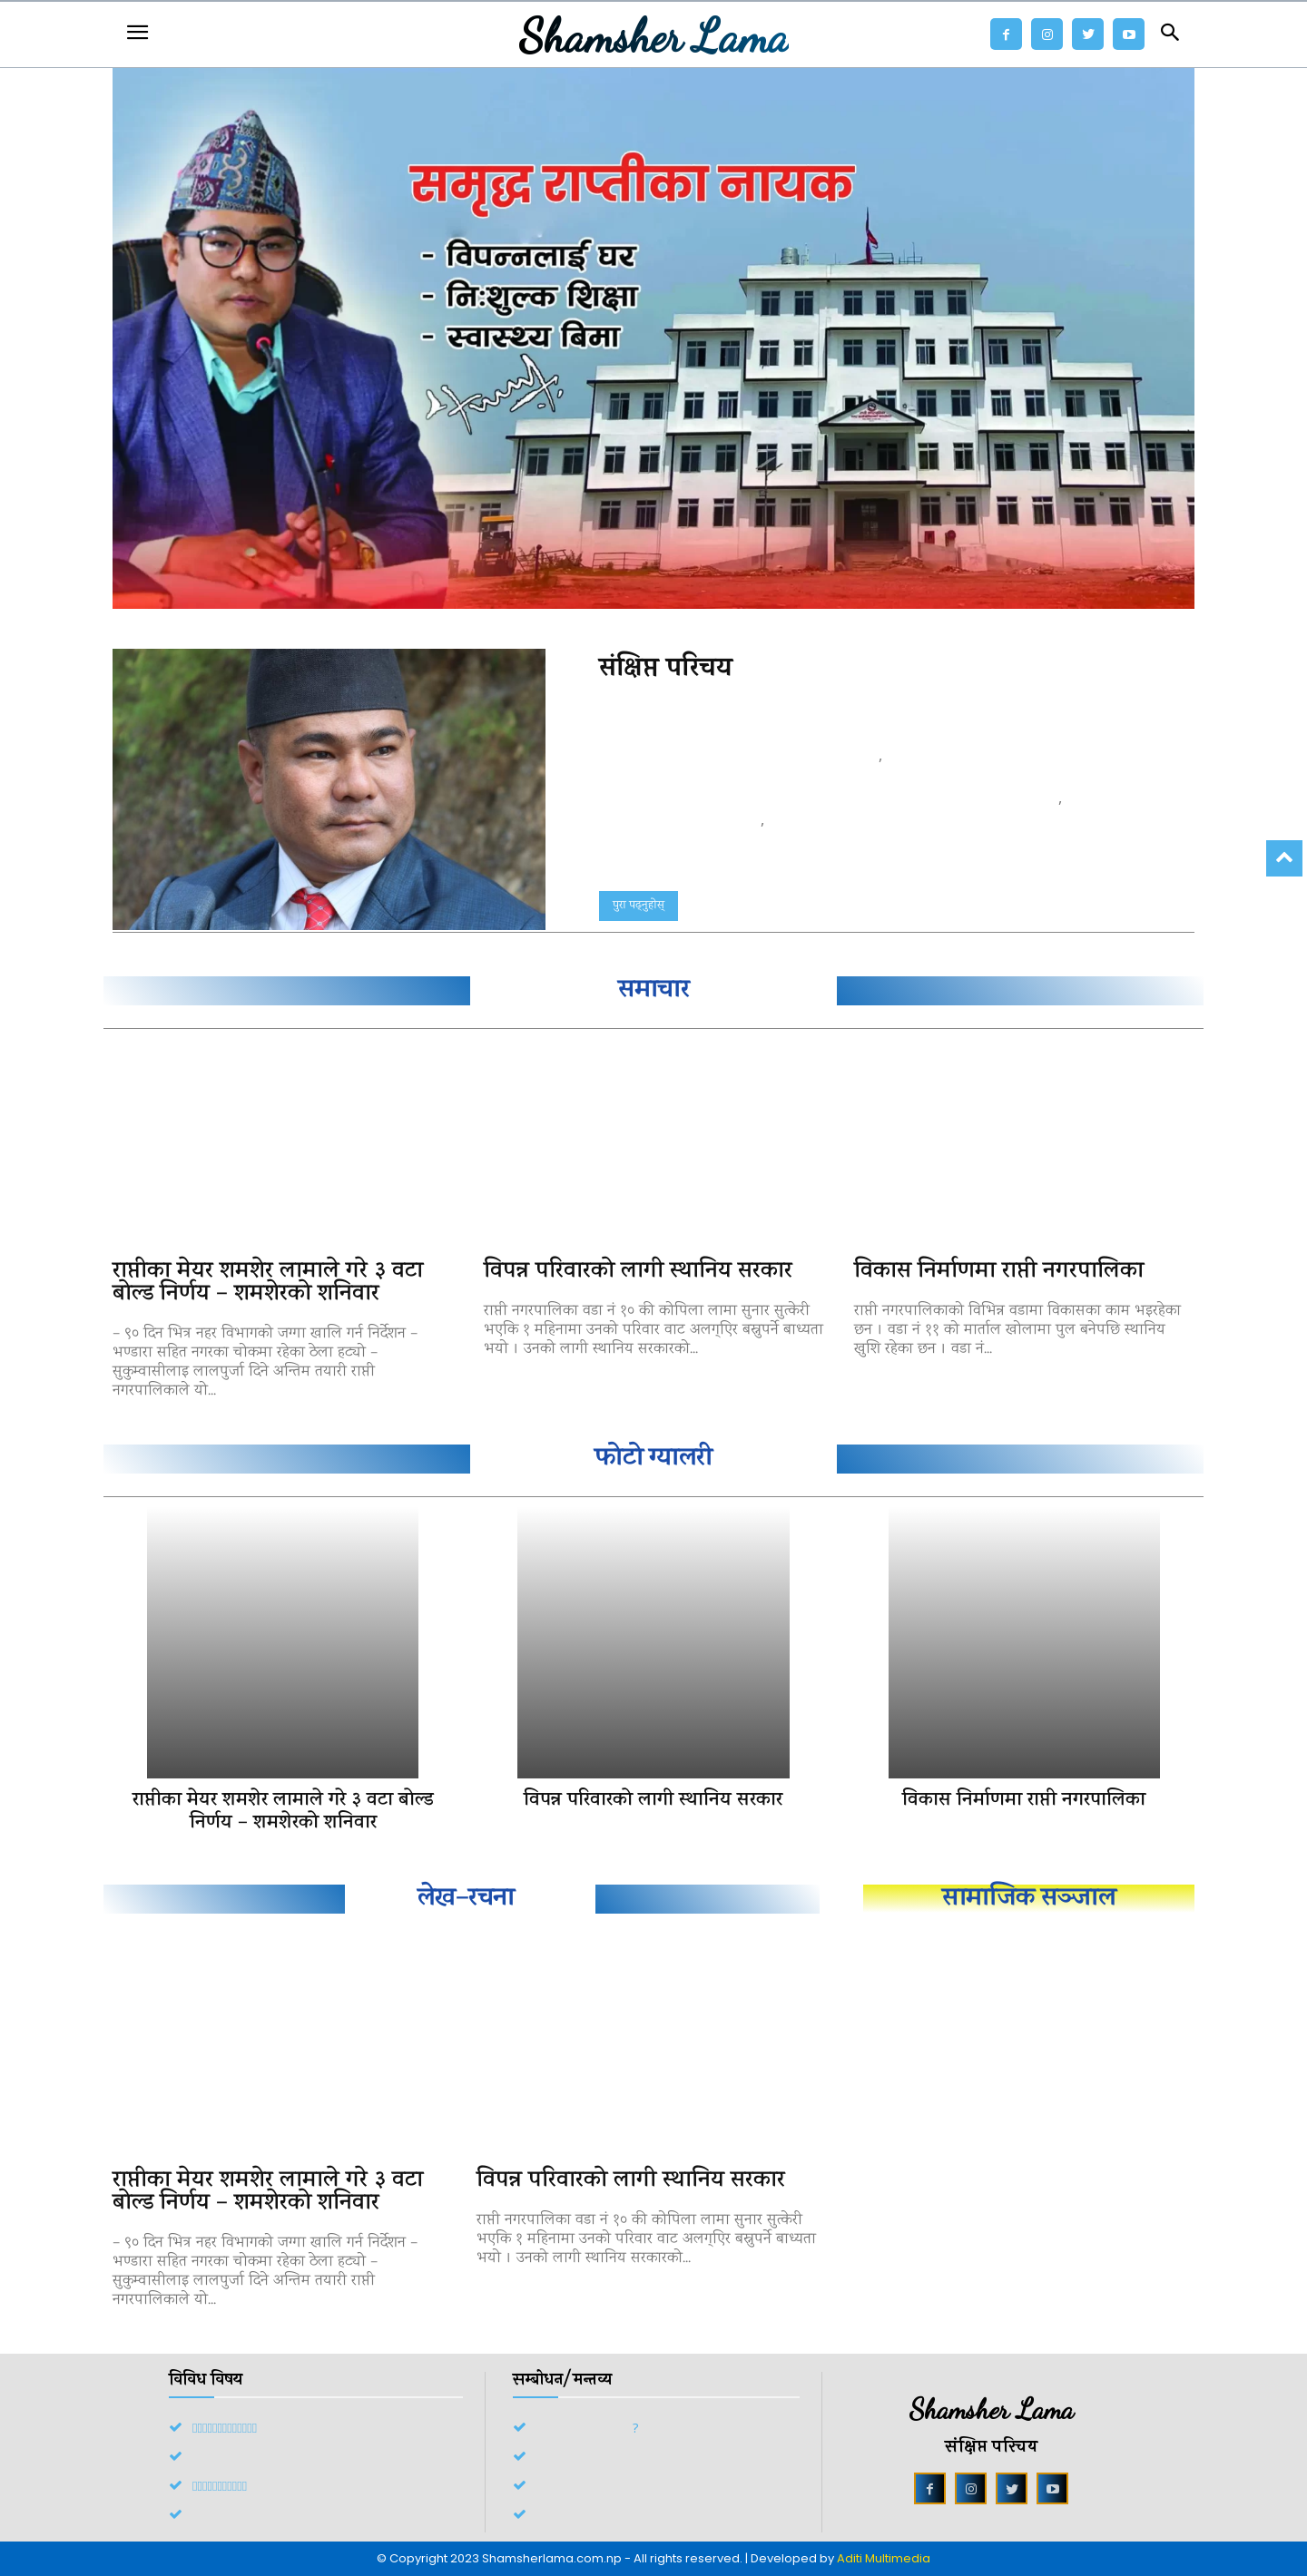 Shamsher Lama
समृद्ध राप्तीका नायक
- विपन्नलाई घर
- निःशुल्क शिक्षा
- स्वास्थ्य बिमा
संक्षिप्त परिचय
पुरा पढ्नुहोस्
समाचार
राप्तीका मेयर शमशेर लामाले गरे ३ वटा
बोल्ड निर्णय – शमशेरको शनिवार
– ९० दिन भित्र नहर विभागको जग्गा खालि गर्न निर्देशन –
भण्डारा सहित नगरका चोकमा रहेका ठेला हट्यो –
सुकुम्वासीलाइ लालपुर्जा दिने अन्तिम तयारी राप्ती
नगरपालिकाले यो...
विपन्न परिवारको लागी स्थानिय सरकार
राप्ती नगरपालिका वडा नं १० की कोपिला लामा सुनार सुत्केरी
भएकि १ महिनामा उनको परिवार वाट अलग्एिर बस्नुपर्ने बाध्यता
भयो । उनको लागी स्थानिय सरकारको...
विकास निर्माणमा राप्ती नगरपालिका
राप्ती नगरपालिकाको विभिन्न वडामा विकासका काम भइरहेका
छन । वडा नं ११ को मार्ताल खोलामा पुल बनेपछि स्थानिय
खुशि रहेका छन । वडा नं...
फोटो ग्यालरी
राप्तीका मेयर शमशेर लामाले गरे ३ वटा बोल्ड
निर्णय – शमशेरको शनिवार
विपन्न परिवारको लागी स्थानिय सरकार
विकास निर्माणमा राप्ती नगरपालिका
लेख–रचना
सामाजिक सञ्जाल
राप्तीका मेयर शमशेर लामाले गरे ३ वटा
बोल्ड निर्णय – शमशेरको शनिवार
– ९० दिन भित्र नहर विभागको जग्गा खालि गर्न निर्देशन –
भण्डारा सहित नगरका चोकमा रहेका ठेला हट्यो –
सुकुम्वासीलाइ लालपुर्जा दिने अन्तिम तयारी राप्ती
नगरपालिकाले यो...
विपन्न परिवारको लागी स्थानिय सरकार
राप्ती नगरपालिका वडा नं १० की कोपिला लामा सुनार सुत्केरी
भएकि १ महिनामा उनको परिवार वाट अलग्एिर बस्नुपर्ने बाध्यता
भयो । उनको लागी स्थानिय सरकारको...
विविध विषय
सम्बोधन/मन्तव्य
?
Shamsher Lama
संक्षिप्त परिचय
© Copyright 2023 Shamsherlama.com.np - All rights reserved. | Developed by Aditi Multimedia